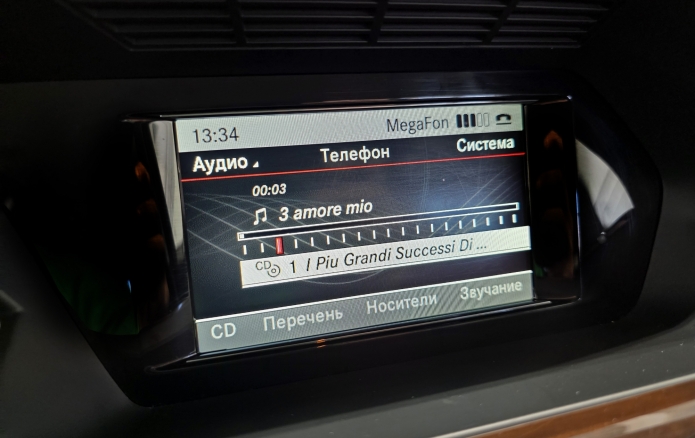 13:34 MegaFon
Аудио Телефон Система
00:03
3 amore mio
CD 1 I Piu Grandi Successi Di ...
CD Перечень Носители Звучание